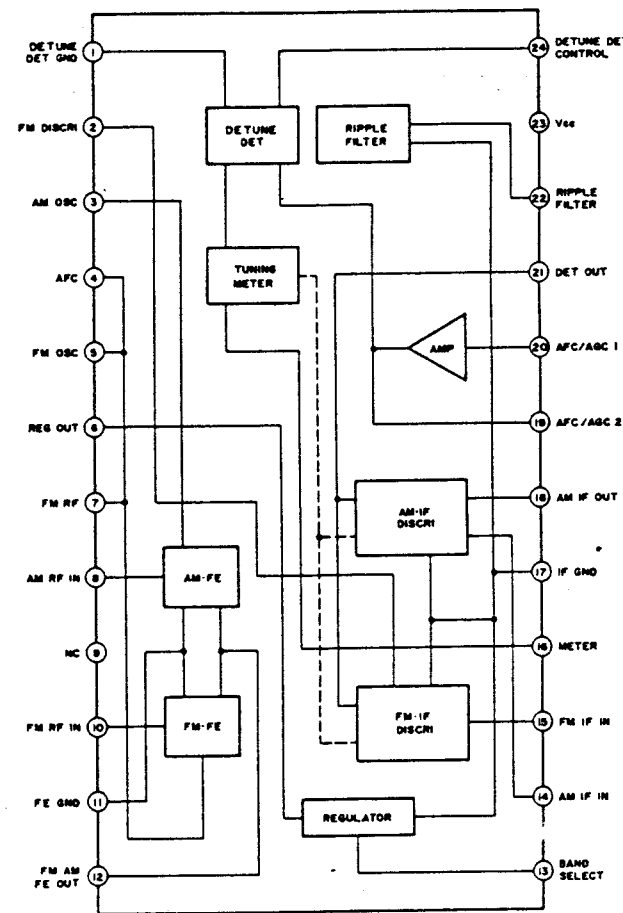 DETUNE
DET GND
1
FM DISCRI
2
AM OSC
3
AFC
4
FM OSC
5
REG OUT
6
FM RF
7
AM RF IN
8
NC
9
FM RF IN
10
FE GND
11
FM AM
FE OUT
12
DETUNE
DET
RIPPLE
FILTER
TUNING
METER
AMP
AM-IF
DISCRI
AM-FE
FM-FE
FM-IF
DISCRI
REGULATOR
24
DETUNE DET
CONTROL
23
Vcc
22
RIPPLE
FILTER
21
DET OUT
20
AFC/AGC 1
19
AFC/AGC 2
18
AM IF OUT
17
IF GND
16
METER
15
FM IF IN
14
AM IF IN
13
BAND
SELECT